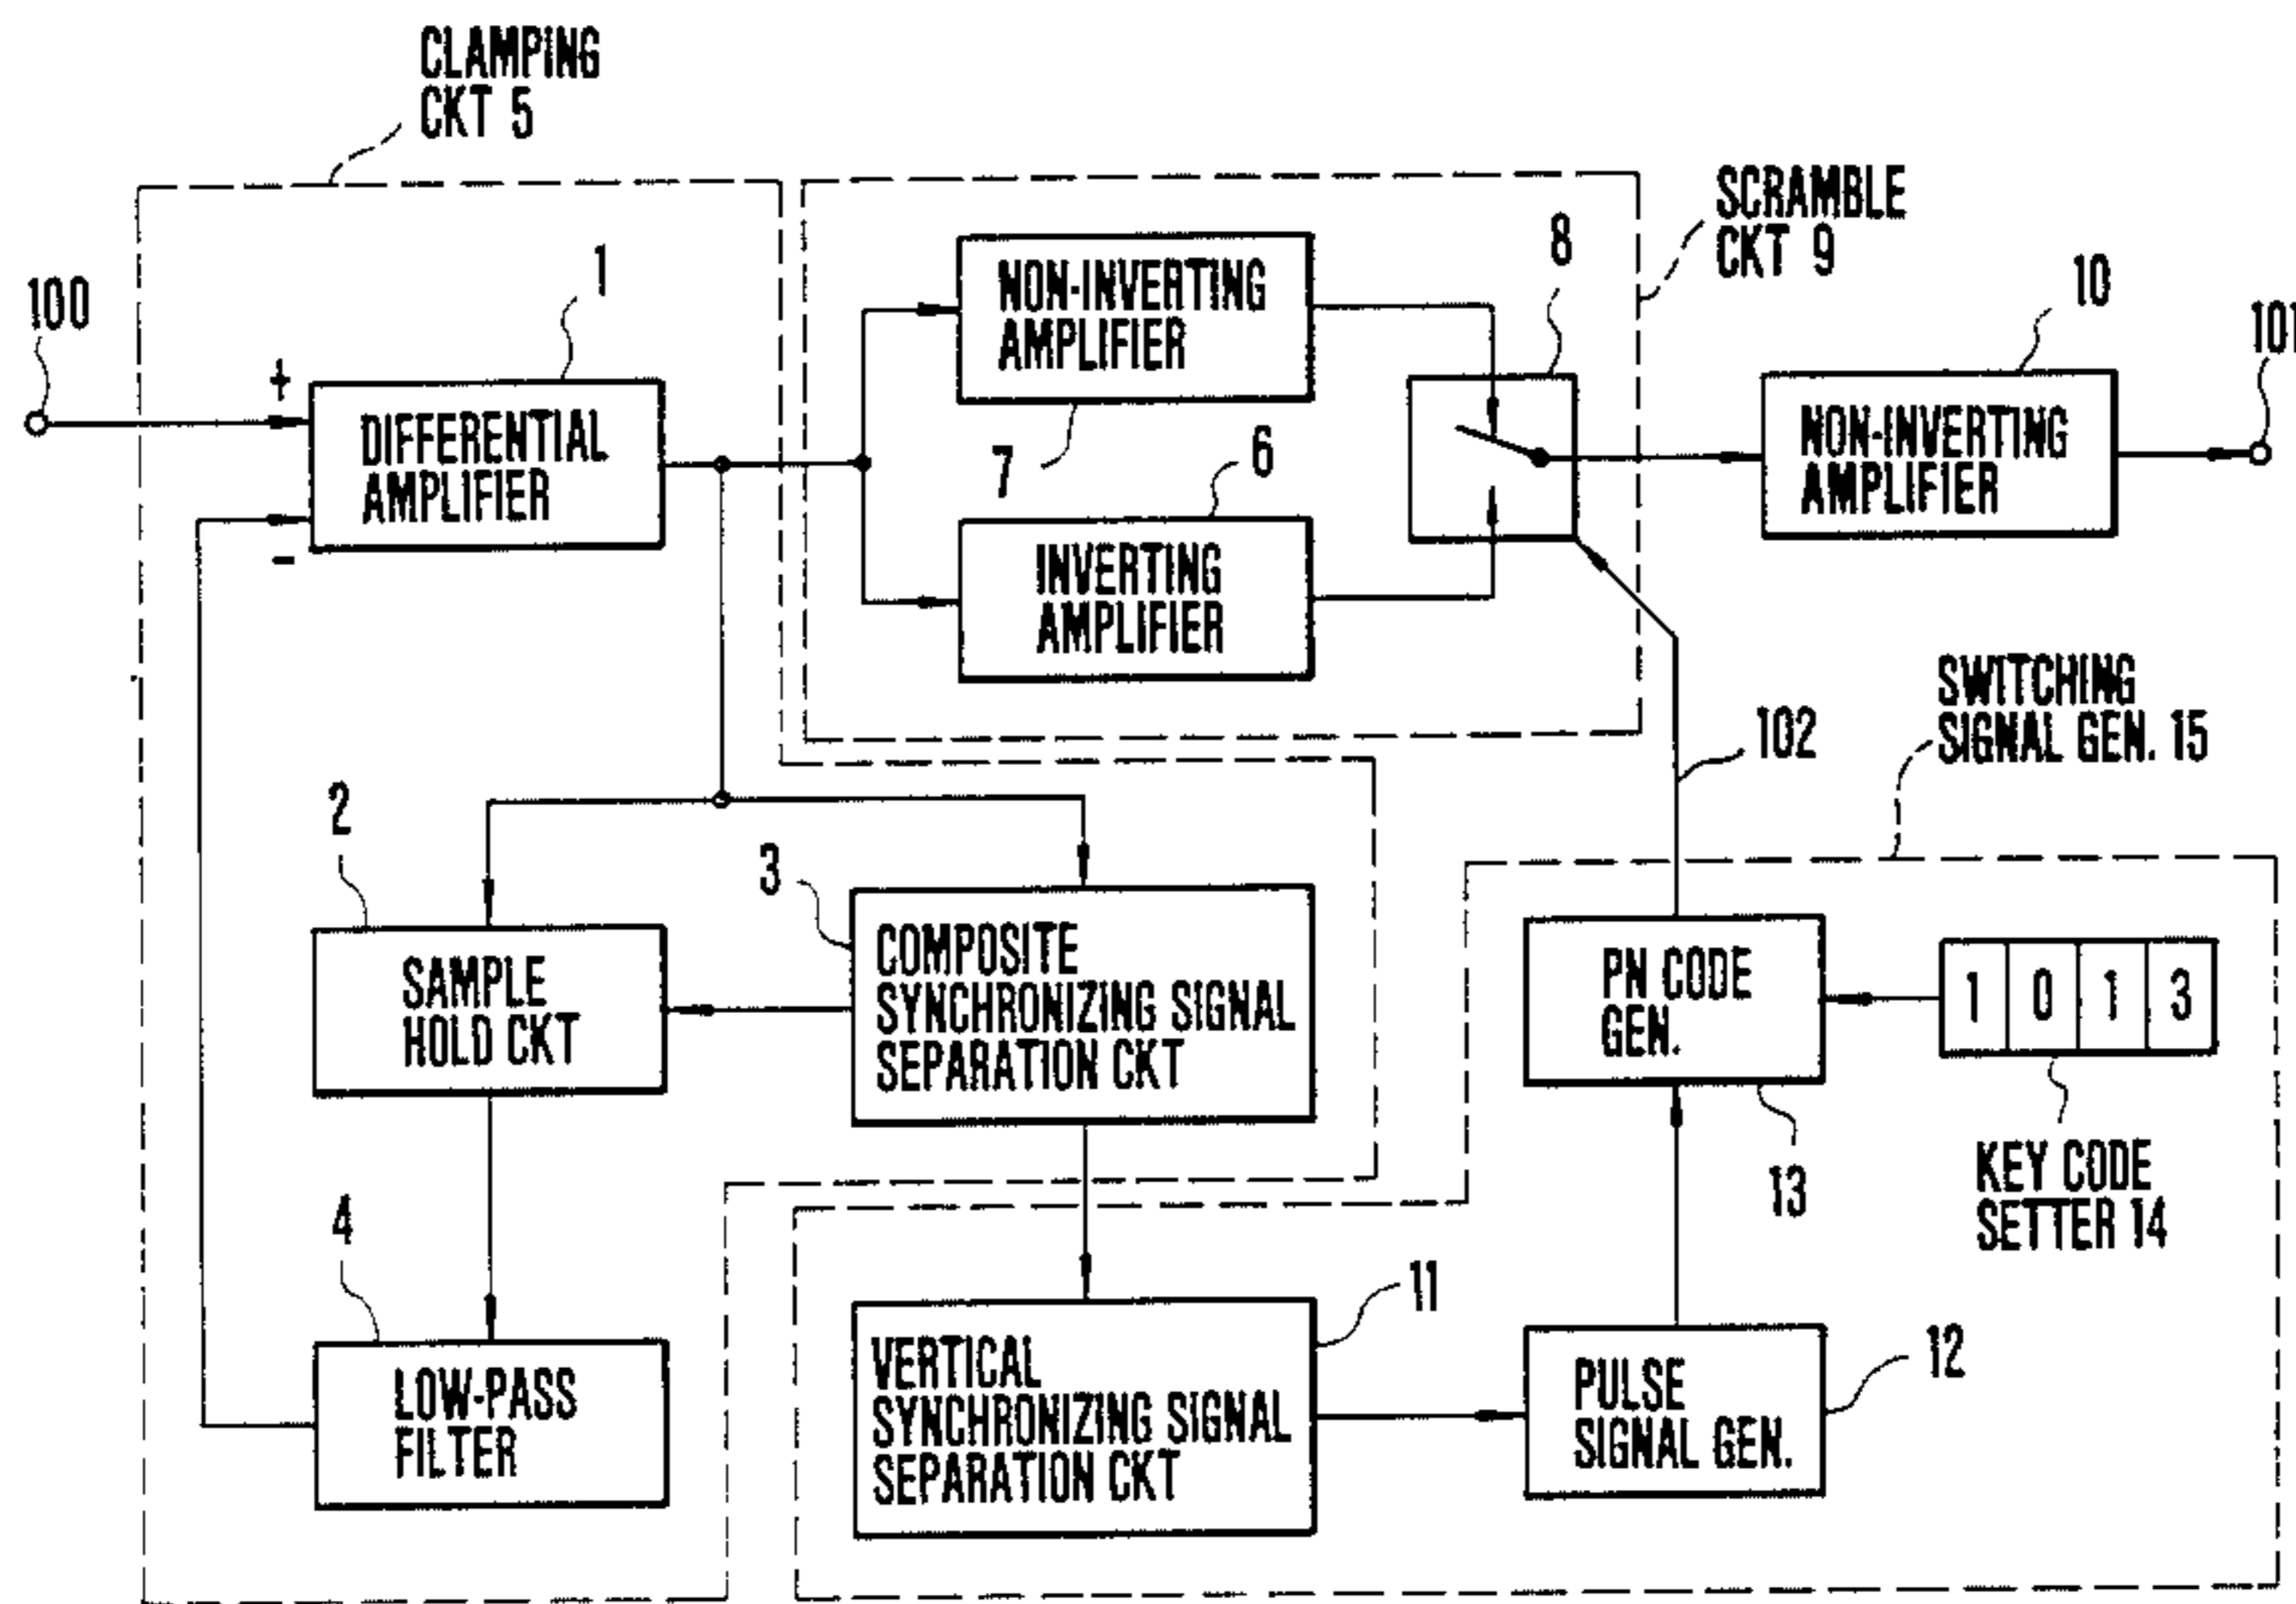 CLAMPING
CKT 5
SCRAMBLE
CKT 9
100
1
+
DIFFERENTIAL
AMPLIFIER
-
NON-INVERTING
AMPLIFIER
7
8
6
INVERTING
AMPLIFIER
10
NON-INVERTING
AMPLIFIER
101
102
SWITCHING
SIGNAL GEN. 15
2
SAMPLE
HOLD CKT
3
COMPOSITE
SYNCHRONIZING SIGNAL
SEPARATION CKT
PN CODE
GEN.
13
1 0 1 3
KEY CODE
SETTER 14
4
LOW-PASS
FILTER
11
VERTICAL
SYNCHRONIZING SIGNAL
SEPARATION CKT
12
PULSE
SIGNAL GEN.